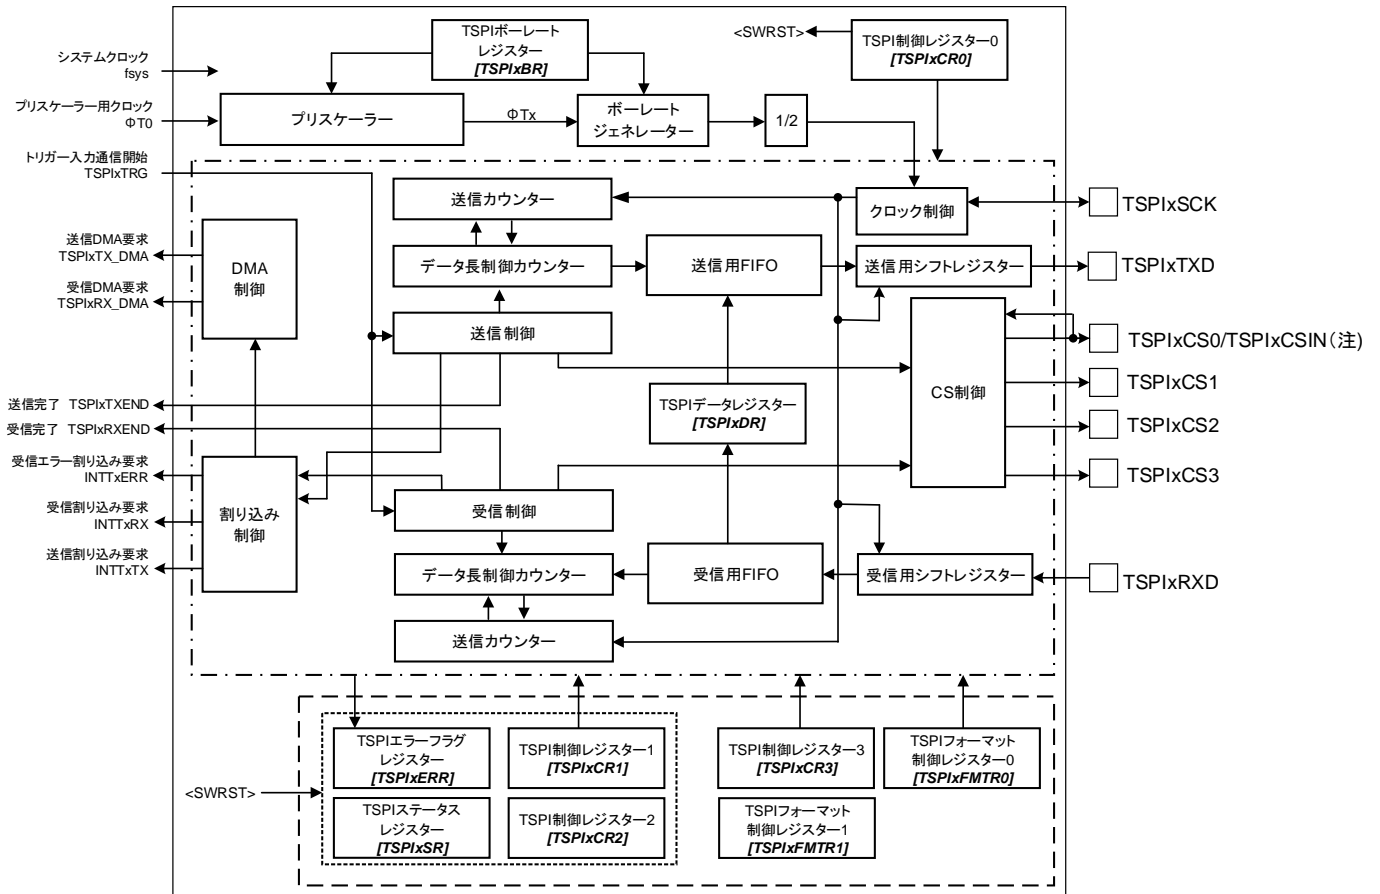 TSPIボーレート
レジスター
[TSPIxBR]
<SWRST>
TSPI制御レジスター0
[TSPIxCR0]
システムクロック
fsys
プリスケーラー用クロック
ΦT0
プリスケーラー
ΦTx
ボーレート
ジェネレーター
1/2
トリガー入力通信開始
TSPIxTRG
送信カウンター
クロック制御
TSPIxSCK
送信DMA要求
TSPIxTX_DMA
受信DMA要求
TSPIxRX_DMA
DMA
制御
データ長制御カウンター
送信用FIFO
送信用シフトレジスター
TSPIxTXD
送信制御
TSPIxCS0/TSPIxCSIN(注)
TSPIxCS1
CS制御
TSPIxCS2
TSPIxCS3
送信完了 TSPIxTXEND
受信完了 TSPIxRXEND
TSPIデータレジスター
[TSPIxDR]
受信エラー割り込み要求
INTTxERR
受信割り込み要求
INTTxRX
送信割り込み要求
INTTxTX
割り込み
制御
受信制御
データ長制御カウンター
受信用FIFO
受信用シフトレジスター
TSPIxRXD
送信カウンター
TSPIエラーフラグ
レジスター
[TSPIxERR]
TSPI制御レジスター1
[TSPIxCR1]
TSPI制御レジスター3
[TSPIxCR3]
TSPIフォーマット
制御レジスター0
[TSPIxFMTR0]
<SWRST>
TSPIステータス
レジスター
[TSPIxSR]
TSPI制御レジスター2
[TSPIxCR2]
TSPIフォーマット
制御レジスター1
[TSPIxFMTR1]